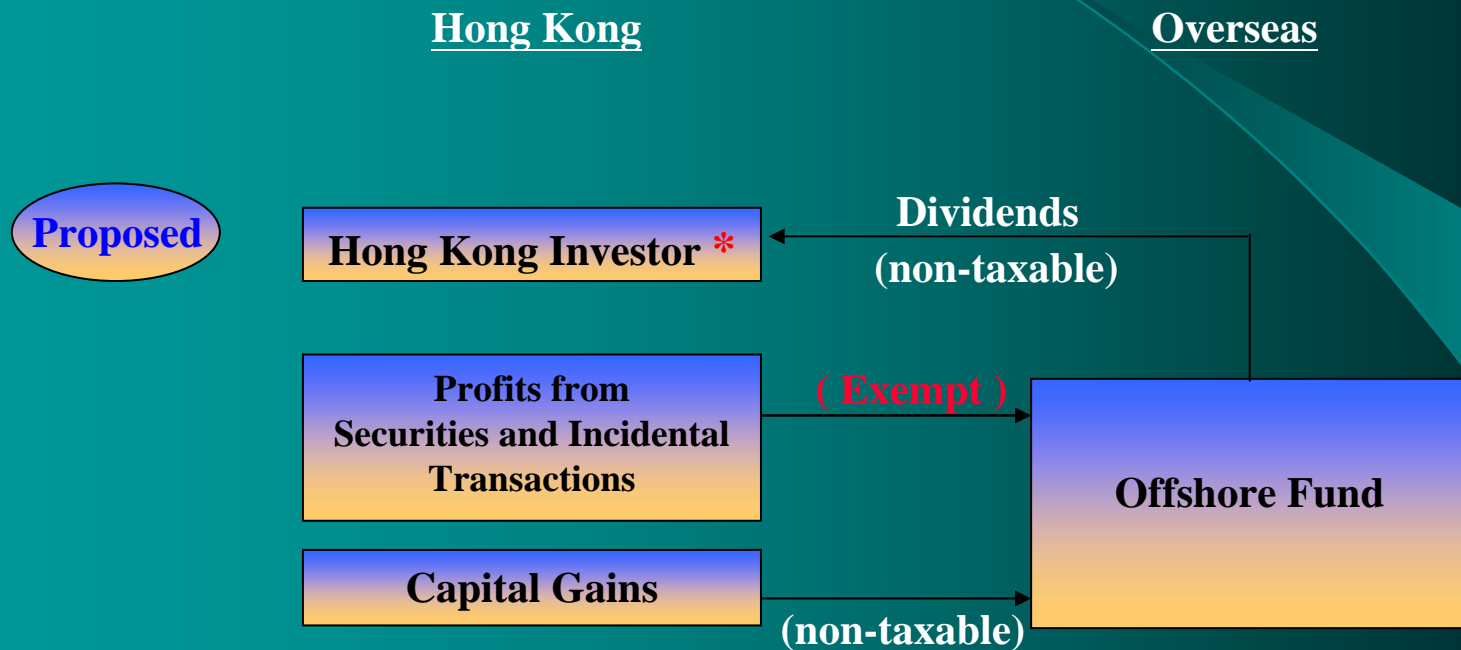 Hong Kong
Overseas
Proposed
Hong Kong Investor *
Dividends
(non-taxable)
Profits from
Securities and Incidental
Transactions
( Exempt )
Offshore Fund
Capital Gains
(non-taxable)